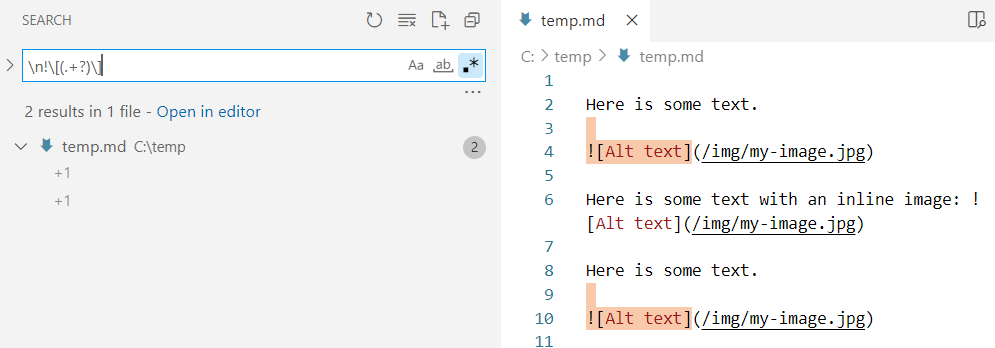 SEARCH
\n!\[(.+?)\]
Aa ab
2 results in 1 file - Open in editor
temp.md C:\temp 2
+1
+1
temp.md
C: > temp > temp.md
1
2 Here is some text.
3
4 ![Alt text](/img/my-image.jpg)
5
6 Here is some text with an inline image: !
[Alt text](/img/my-image.jpg)
7
8 Here is some text.
9
10 ![Alt text](/img/my-image.jpg)
11